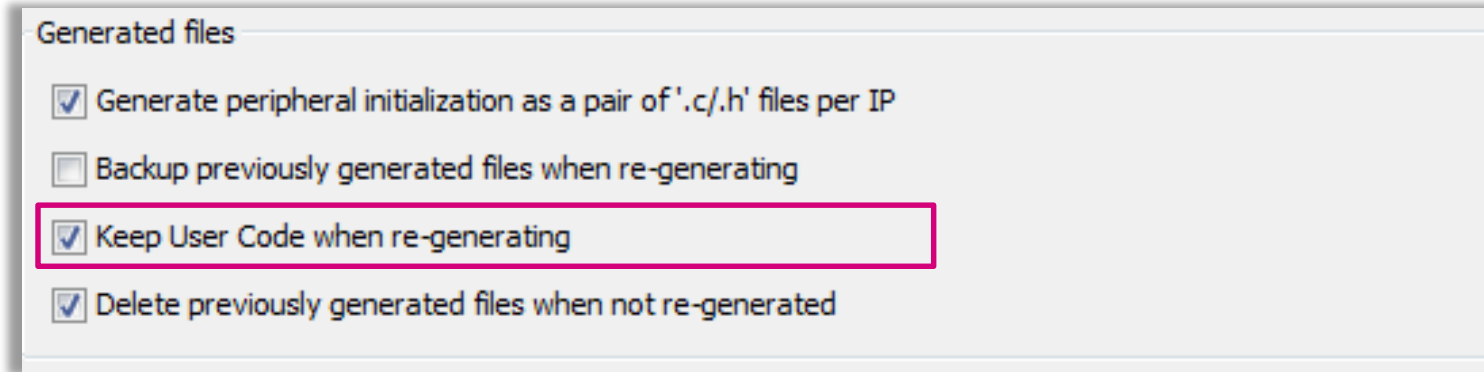 Generated files
Generate peripheral initialization as a pair of '.c/.h' files per IP
Backup previously generated files when re-generating
Keep User Code when re-generating
Delete previously generated files when not re-generated